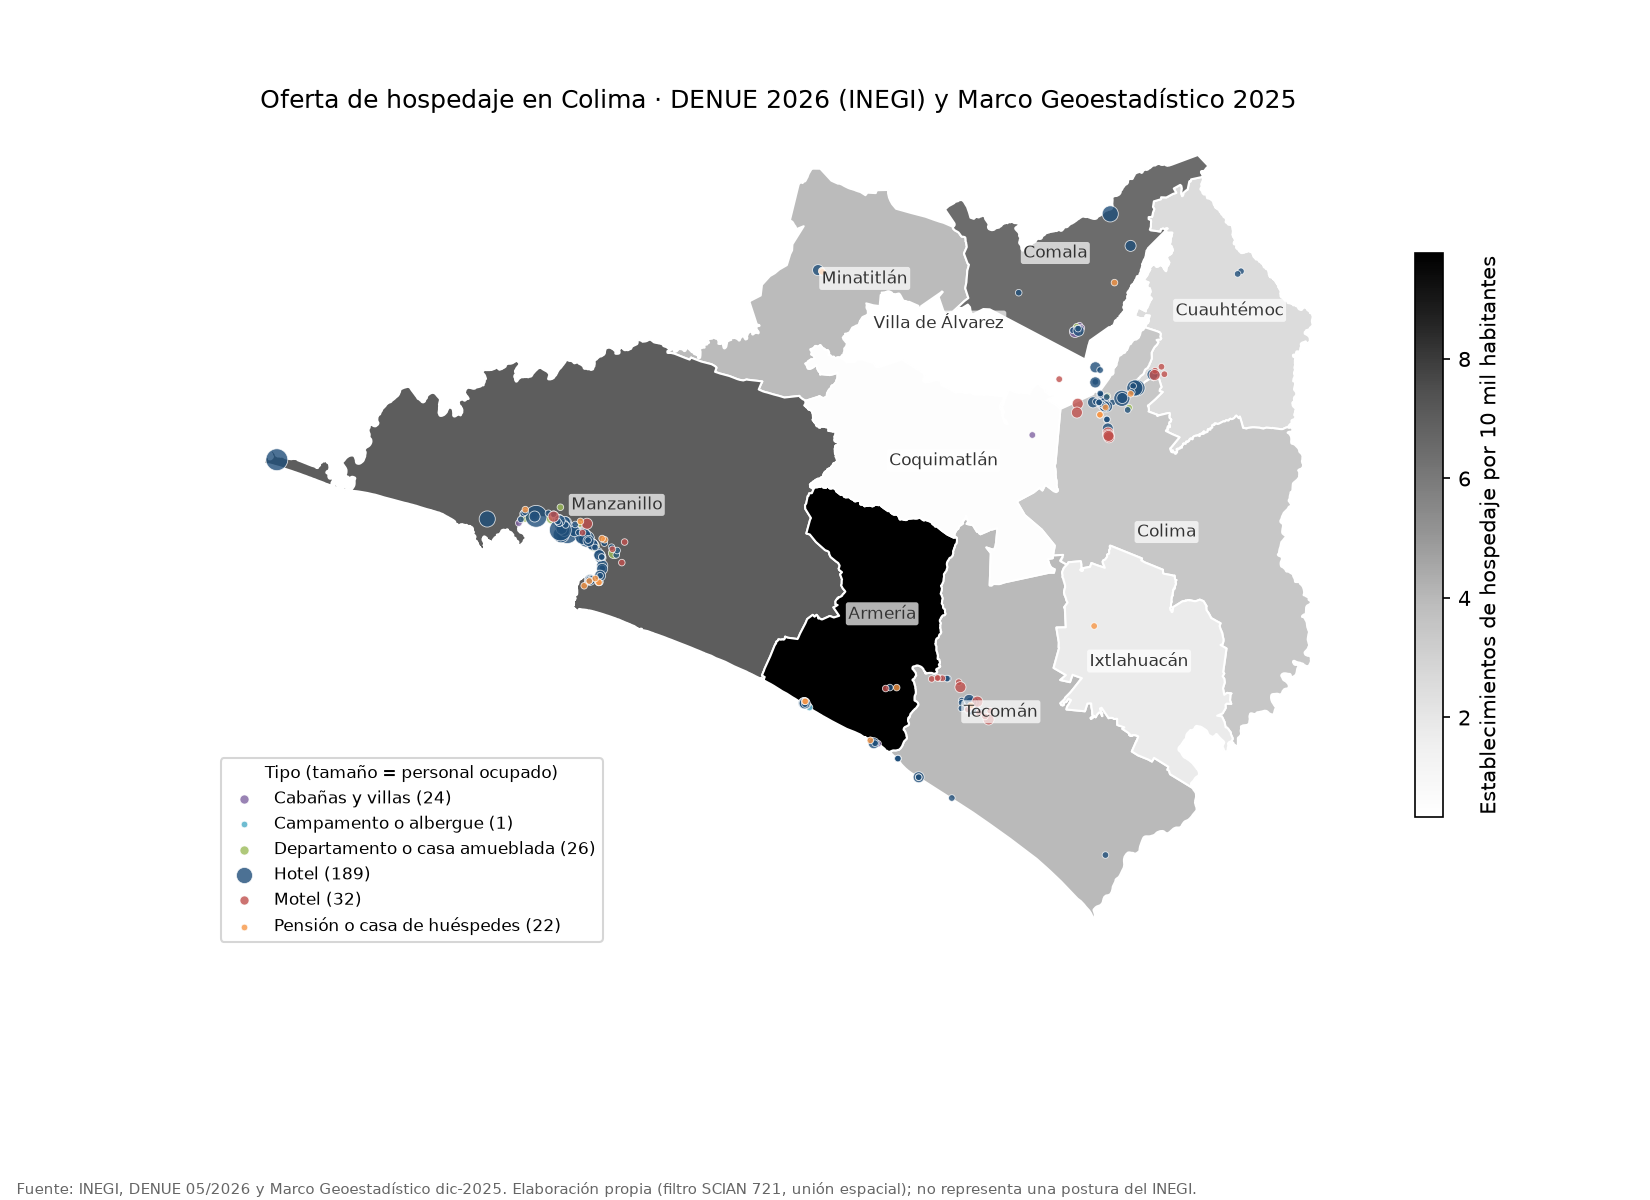 Oferta de hospedaje en Colima · DENUE 2026 (INEGI) y Marco Geoestadístico 2025
Comala
Minatitlán
Cuauhtémoc
Villa de Álvarez
Coquimatlán
Manzanillo
Colima
Armería
Ixtlahuacán
Tecomán
8
6
4
2
Establecimientos de hospedaje por 10 mil habitantes
Tipo (tamaño = personal ocupado)
Cabañas y villas (24)
Campamento o albergue (1)
Departamento o casa amueblada (26)
Hotel (189)
Motel (32)
Pensión o casa de huéspedes (22)
Fuente: INEGI, DENUE 05/2026 y Marco Geoestadístico dic-2025. Elaboración propia (filtro SCIAN 721, unión espacial); no representa una postura del INEGI.